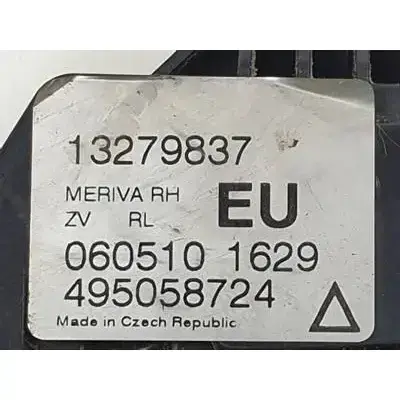 13279837
MERIVA RH EU
ZV RL
060510 1629
495058724
Made in Czech Republic